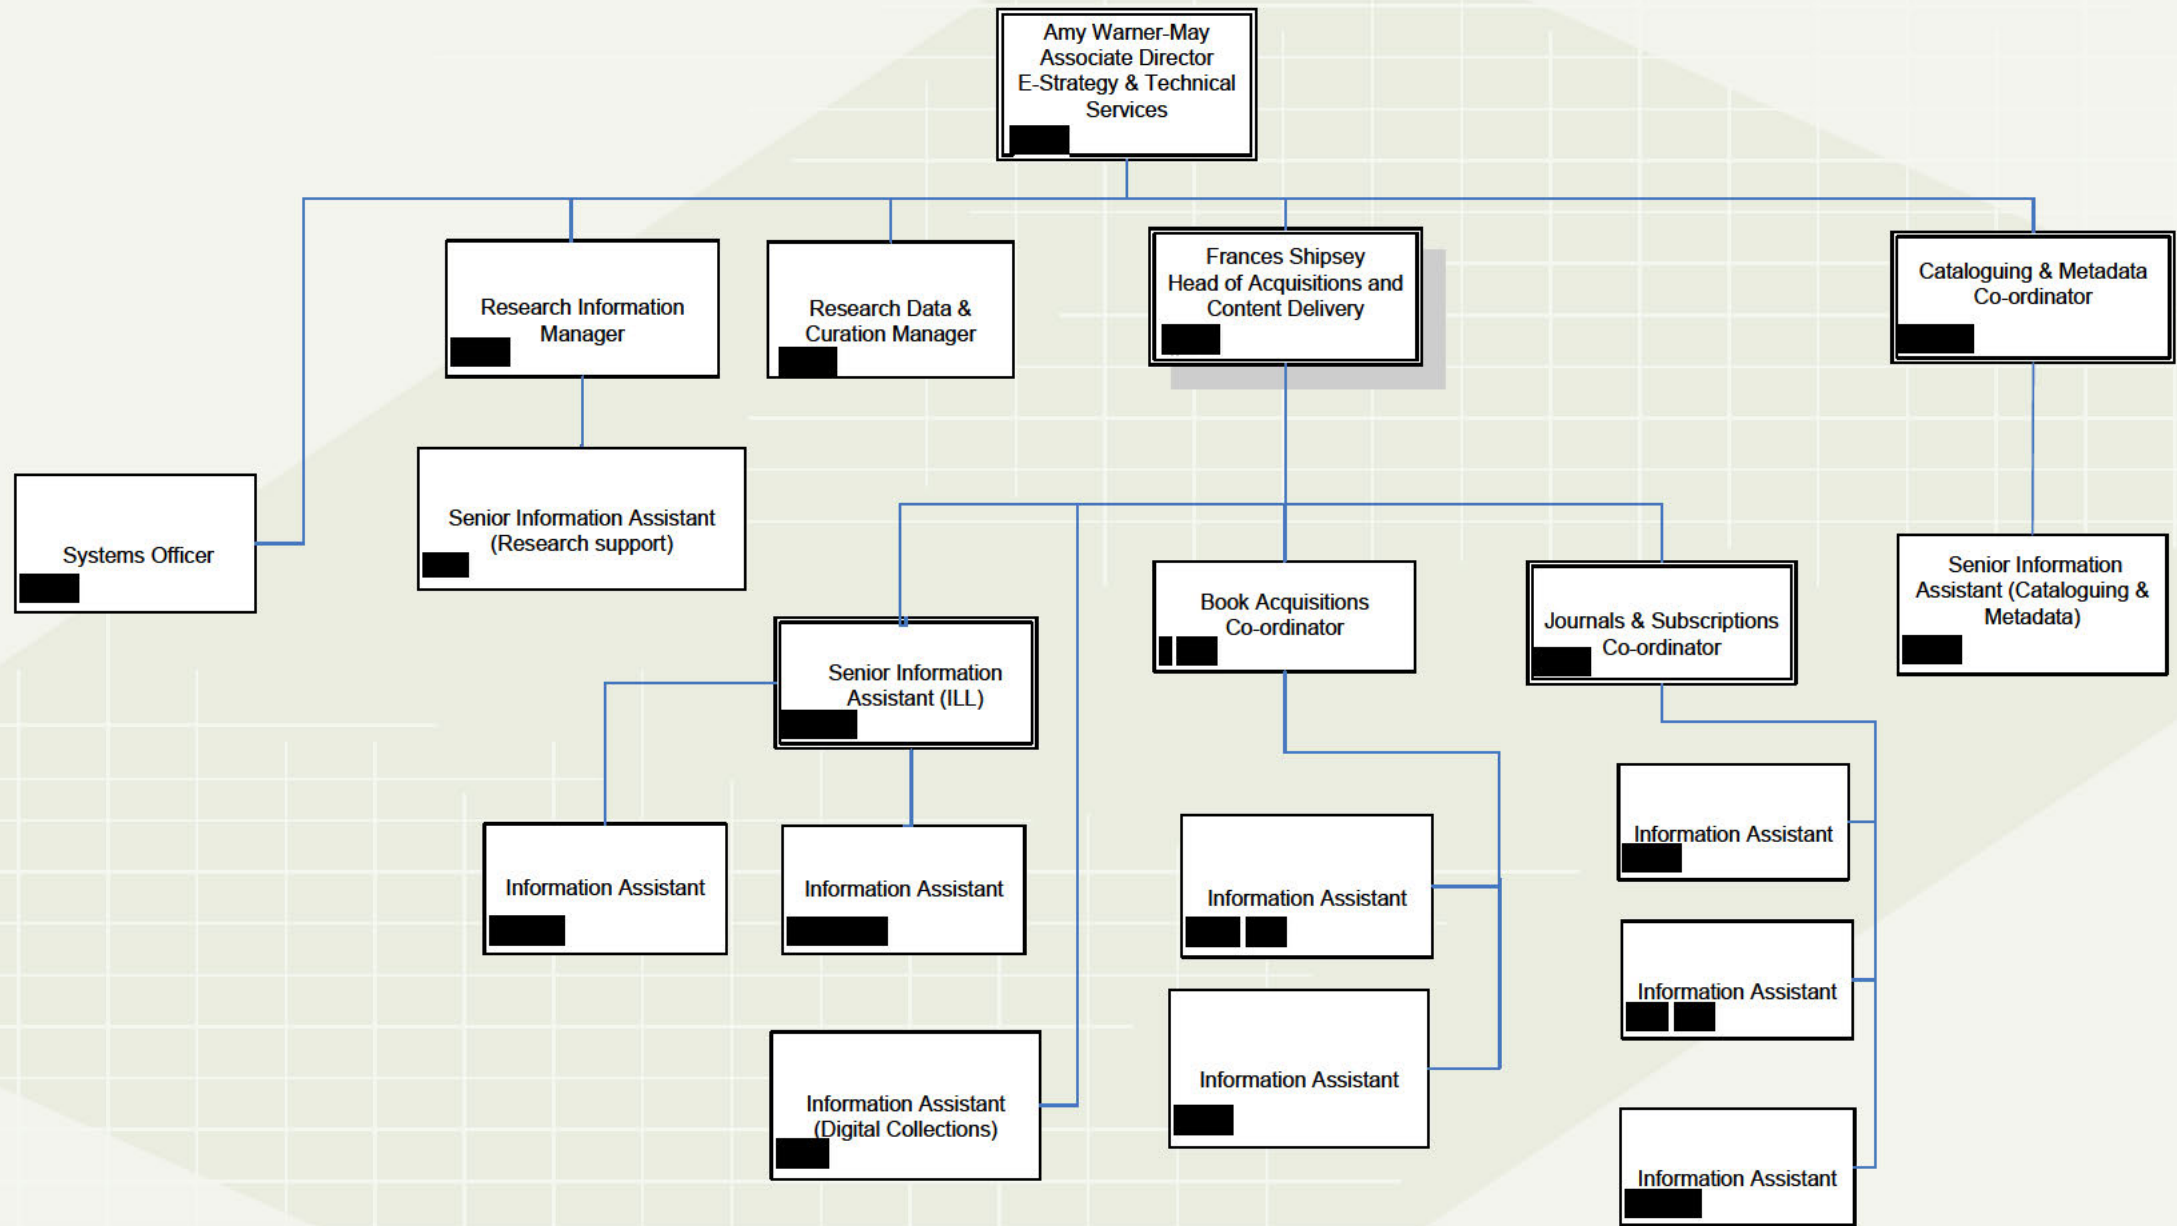 Amy Warner-May
Associate Director
E-Strategy & Technical
Services
Research Information
Manager
Research Data &
Curation Manager
Frances Shipsey
Head of Acquisitions and
Content Delivery
Cataloguing & Metadata
Co-ordinator
Systems Officer
Senior Information Assistant
(Research support)
Senior Information
Assistant (ILL)
Book Acquisitions
Co-ordinator
Journals & Subscriptions
Co-ordinator
Senior Information
Assistant (Cataloguing &
Metadata)
Information Assistant
Information Assistant
Information Assistant
(Digital Collections)
Information Assistant
Information Assistant
Information Assistant
Information Assistant
Information Assistant